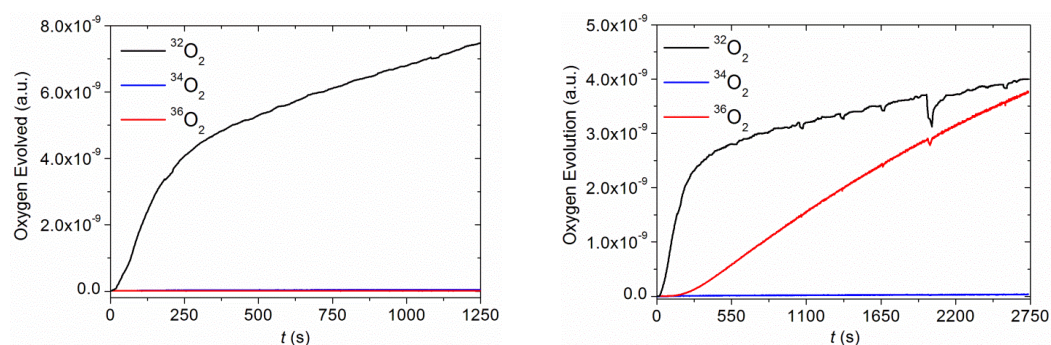 Oxygen Evolved (a.u.)
8.0x10⁻⁹
6.0x10⁻⁹
4.0x10⁻⁹
2.0x10⁻⁹
0.0
³²O₂
³⁴O₂
³⁶O₂
0 250 500 750 1000 1250
t (s)
Oxygen Evolution (a.u.)
5.0x10⁻⁹
4.0x10⁻⁹
3.0x10⁻⁹
2.0x10⁻⁹
1.0x10⁻⁹
0.0
³²O₂
³⁴O₂
³⁶O₂
0 550 1100 1650 2200 2750
t (s)